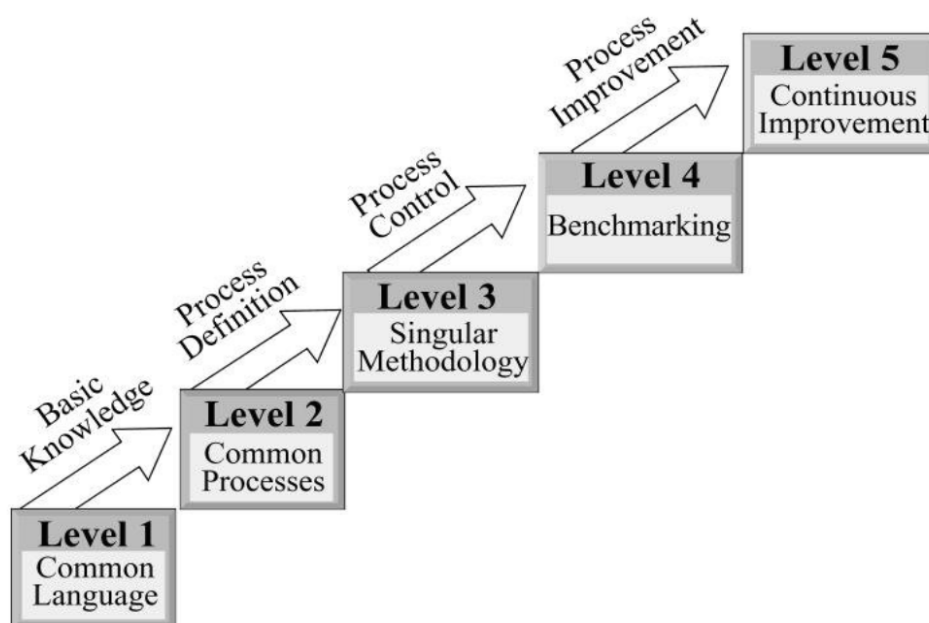 Process
Improvement
Level 5
Continuous
Improvement
Process
Control
Level 4
Benchmarking
Process
Definition
Level 3
Singular
Methodology
Basic
Knowledge
Level 2
Common
Processes
Level 1
Common
Language